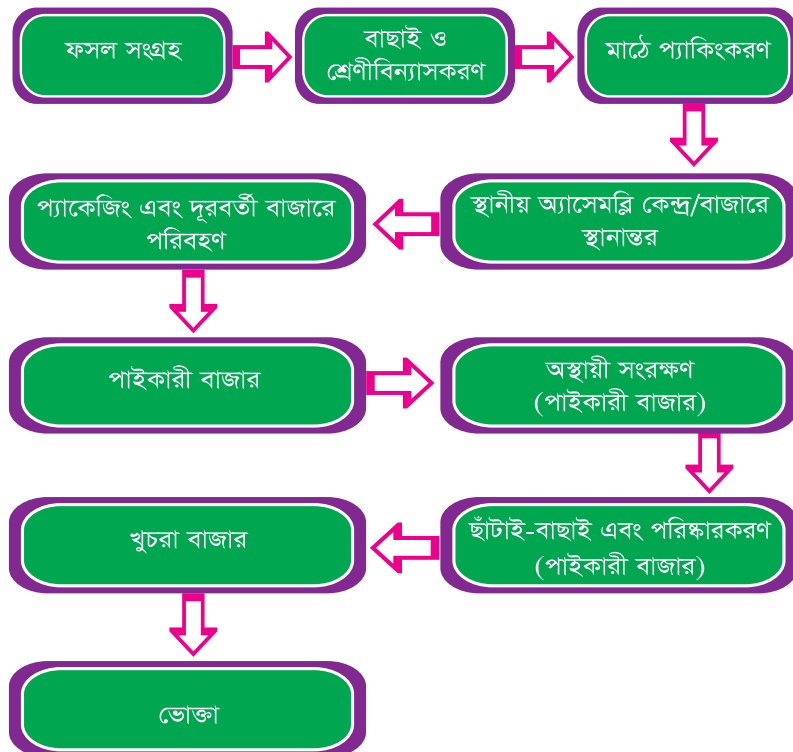 ফসল সংগ্রহ
বাছাই ও
শ্রেণীবিন্যাসকরণ
মাঠে প্যাকিংকরণ
স্থানীয় অ্যাসেমব্লি কেন্দ্র/বাজারে
স্থানান্তর
প্যাকেজিং এবং দূরবর্তী বাজারে
পরিবহণ
পাইকারী বাজার
অস্থায়ী সংরক্ষণ
(পাইকারী বাজার)
ছাঁটাই-বাছাই এবং পরিষ্কারকরণ
(পাইকারী বাজার)
খুচরা বাজার
ভোক্তা